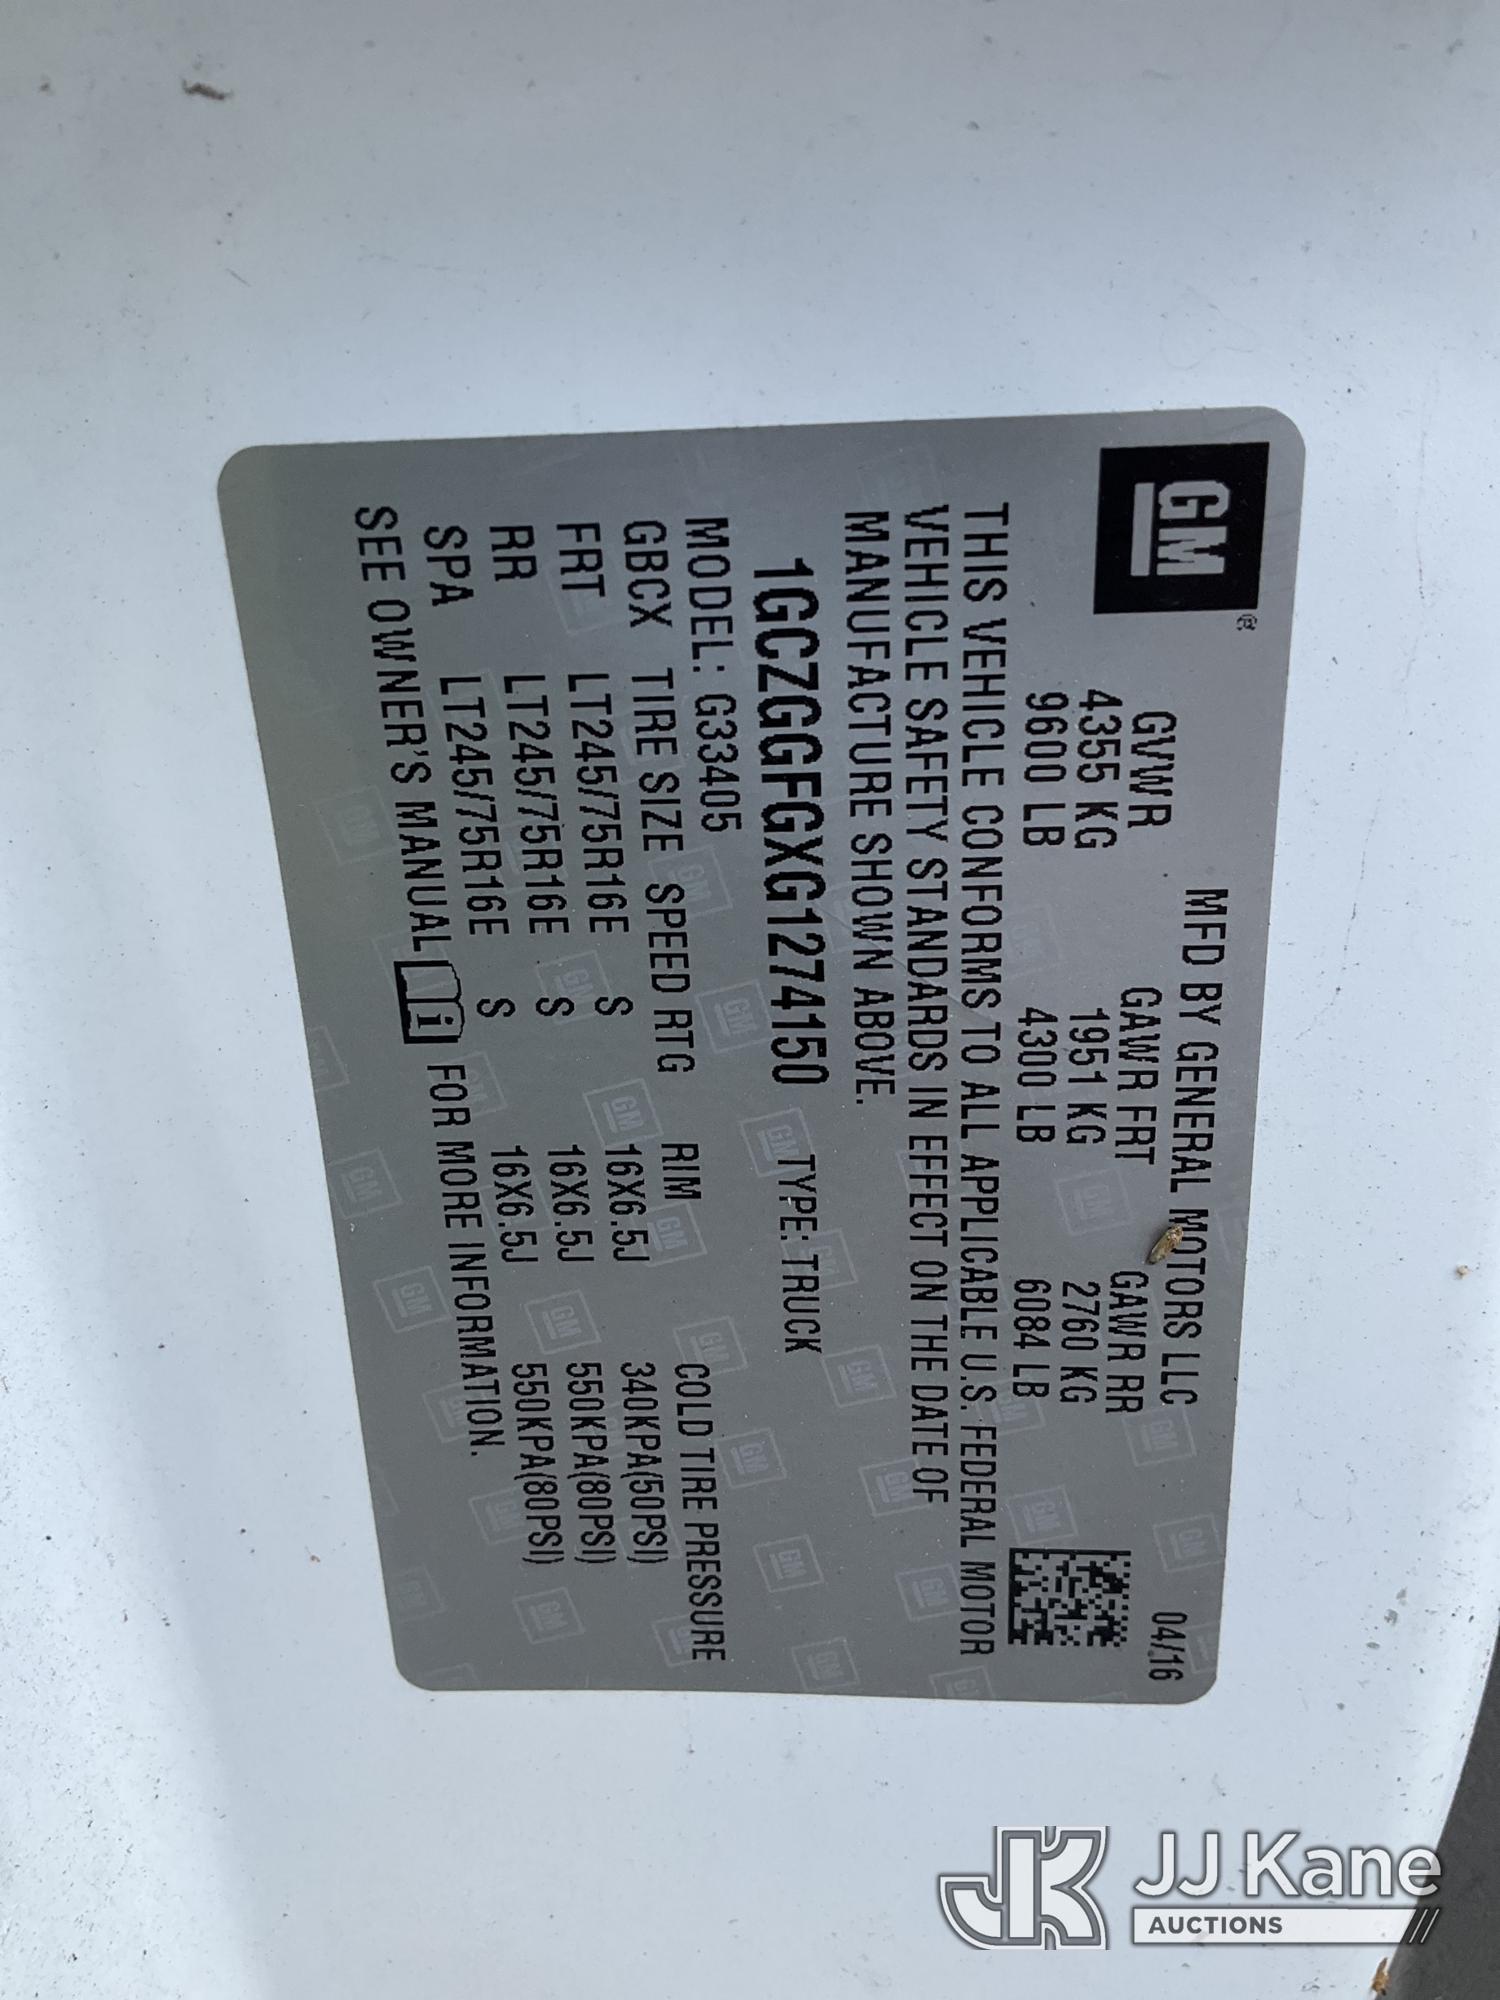 GM®
MFD BY GENERAL MOTORS LLC 04/16
GVWR GAWR FRT GAWR RR
4355 KG 1951 KG 2760 KG
9600 LB 4300 LB 6084 LB
THIS VEHICLE CONFORMS TO ALL APPLICABLE U.S. FEDERAL MOTOR
VEHICLE SAFETY STANDARDS IN EFFECT ON THE DATE OF
MANUFACTURE SHOWN ABOVE.
1GCZGGFGXG1274150 TYPE: TRUCK
MODEL: G33405
GBCX TIRE SIZE SPEED RTG RIM COLD TIRE PRESSURE
FRT LT245/75R16E S 16X6.5J 340KPA(50PSI)
RR LT245/75R16E S 16X6.5J 550KPA(80PSI)
SPA LT245/75R16E S 16X6.5J 550KPA(80PSI)
SEE OWNER'S MANUAL i FOR MORE INFORMATION.
JK JJ Kane
AUCTIONS